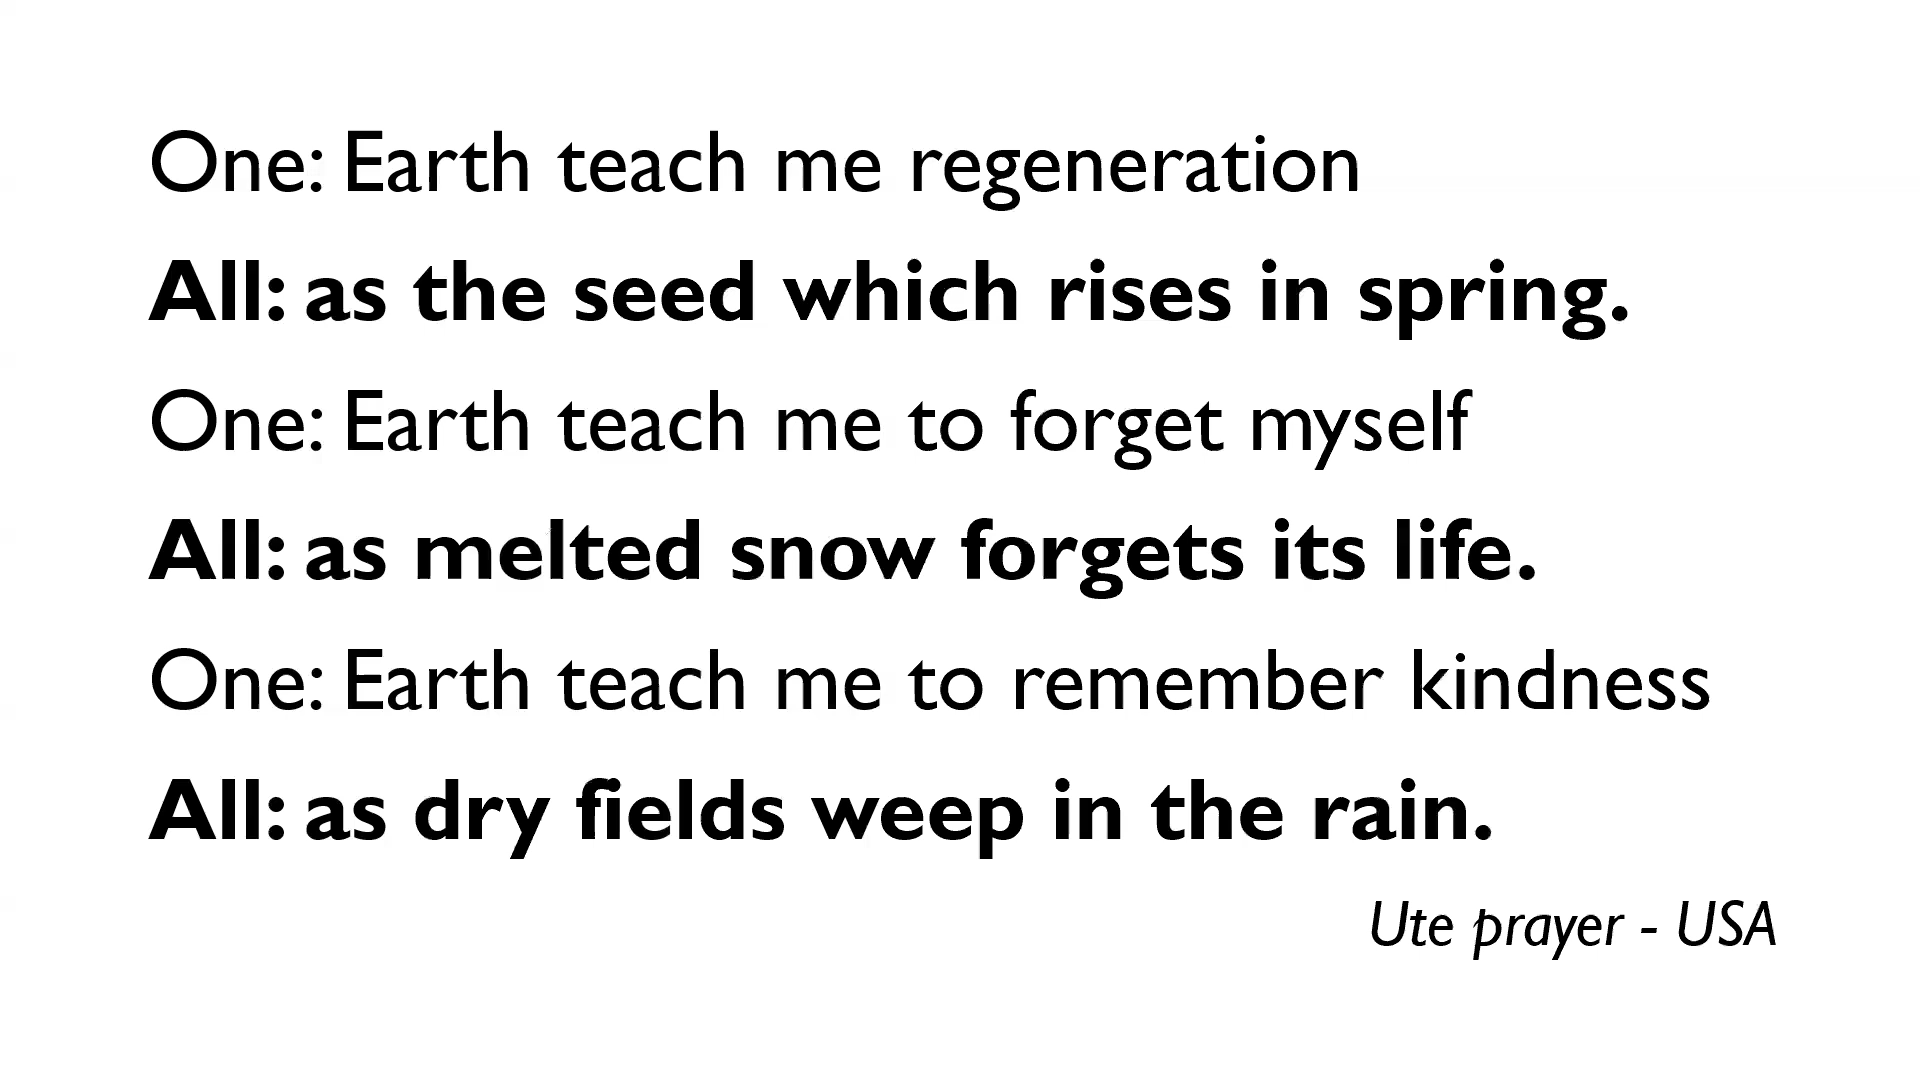 One: Earth teach me regeneration
All: as the seed which rises in spring.
One: Earth teach me to forget myself
All: as melted snow forgets its life.
One: Earth teach me to remember kindness
All: as dry fields weep in the rain.
Ute prayer - USA